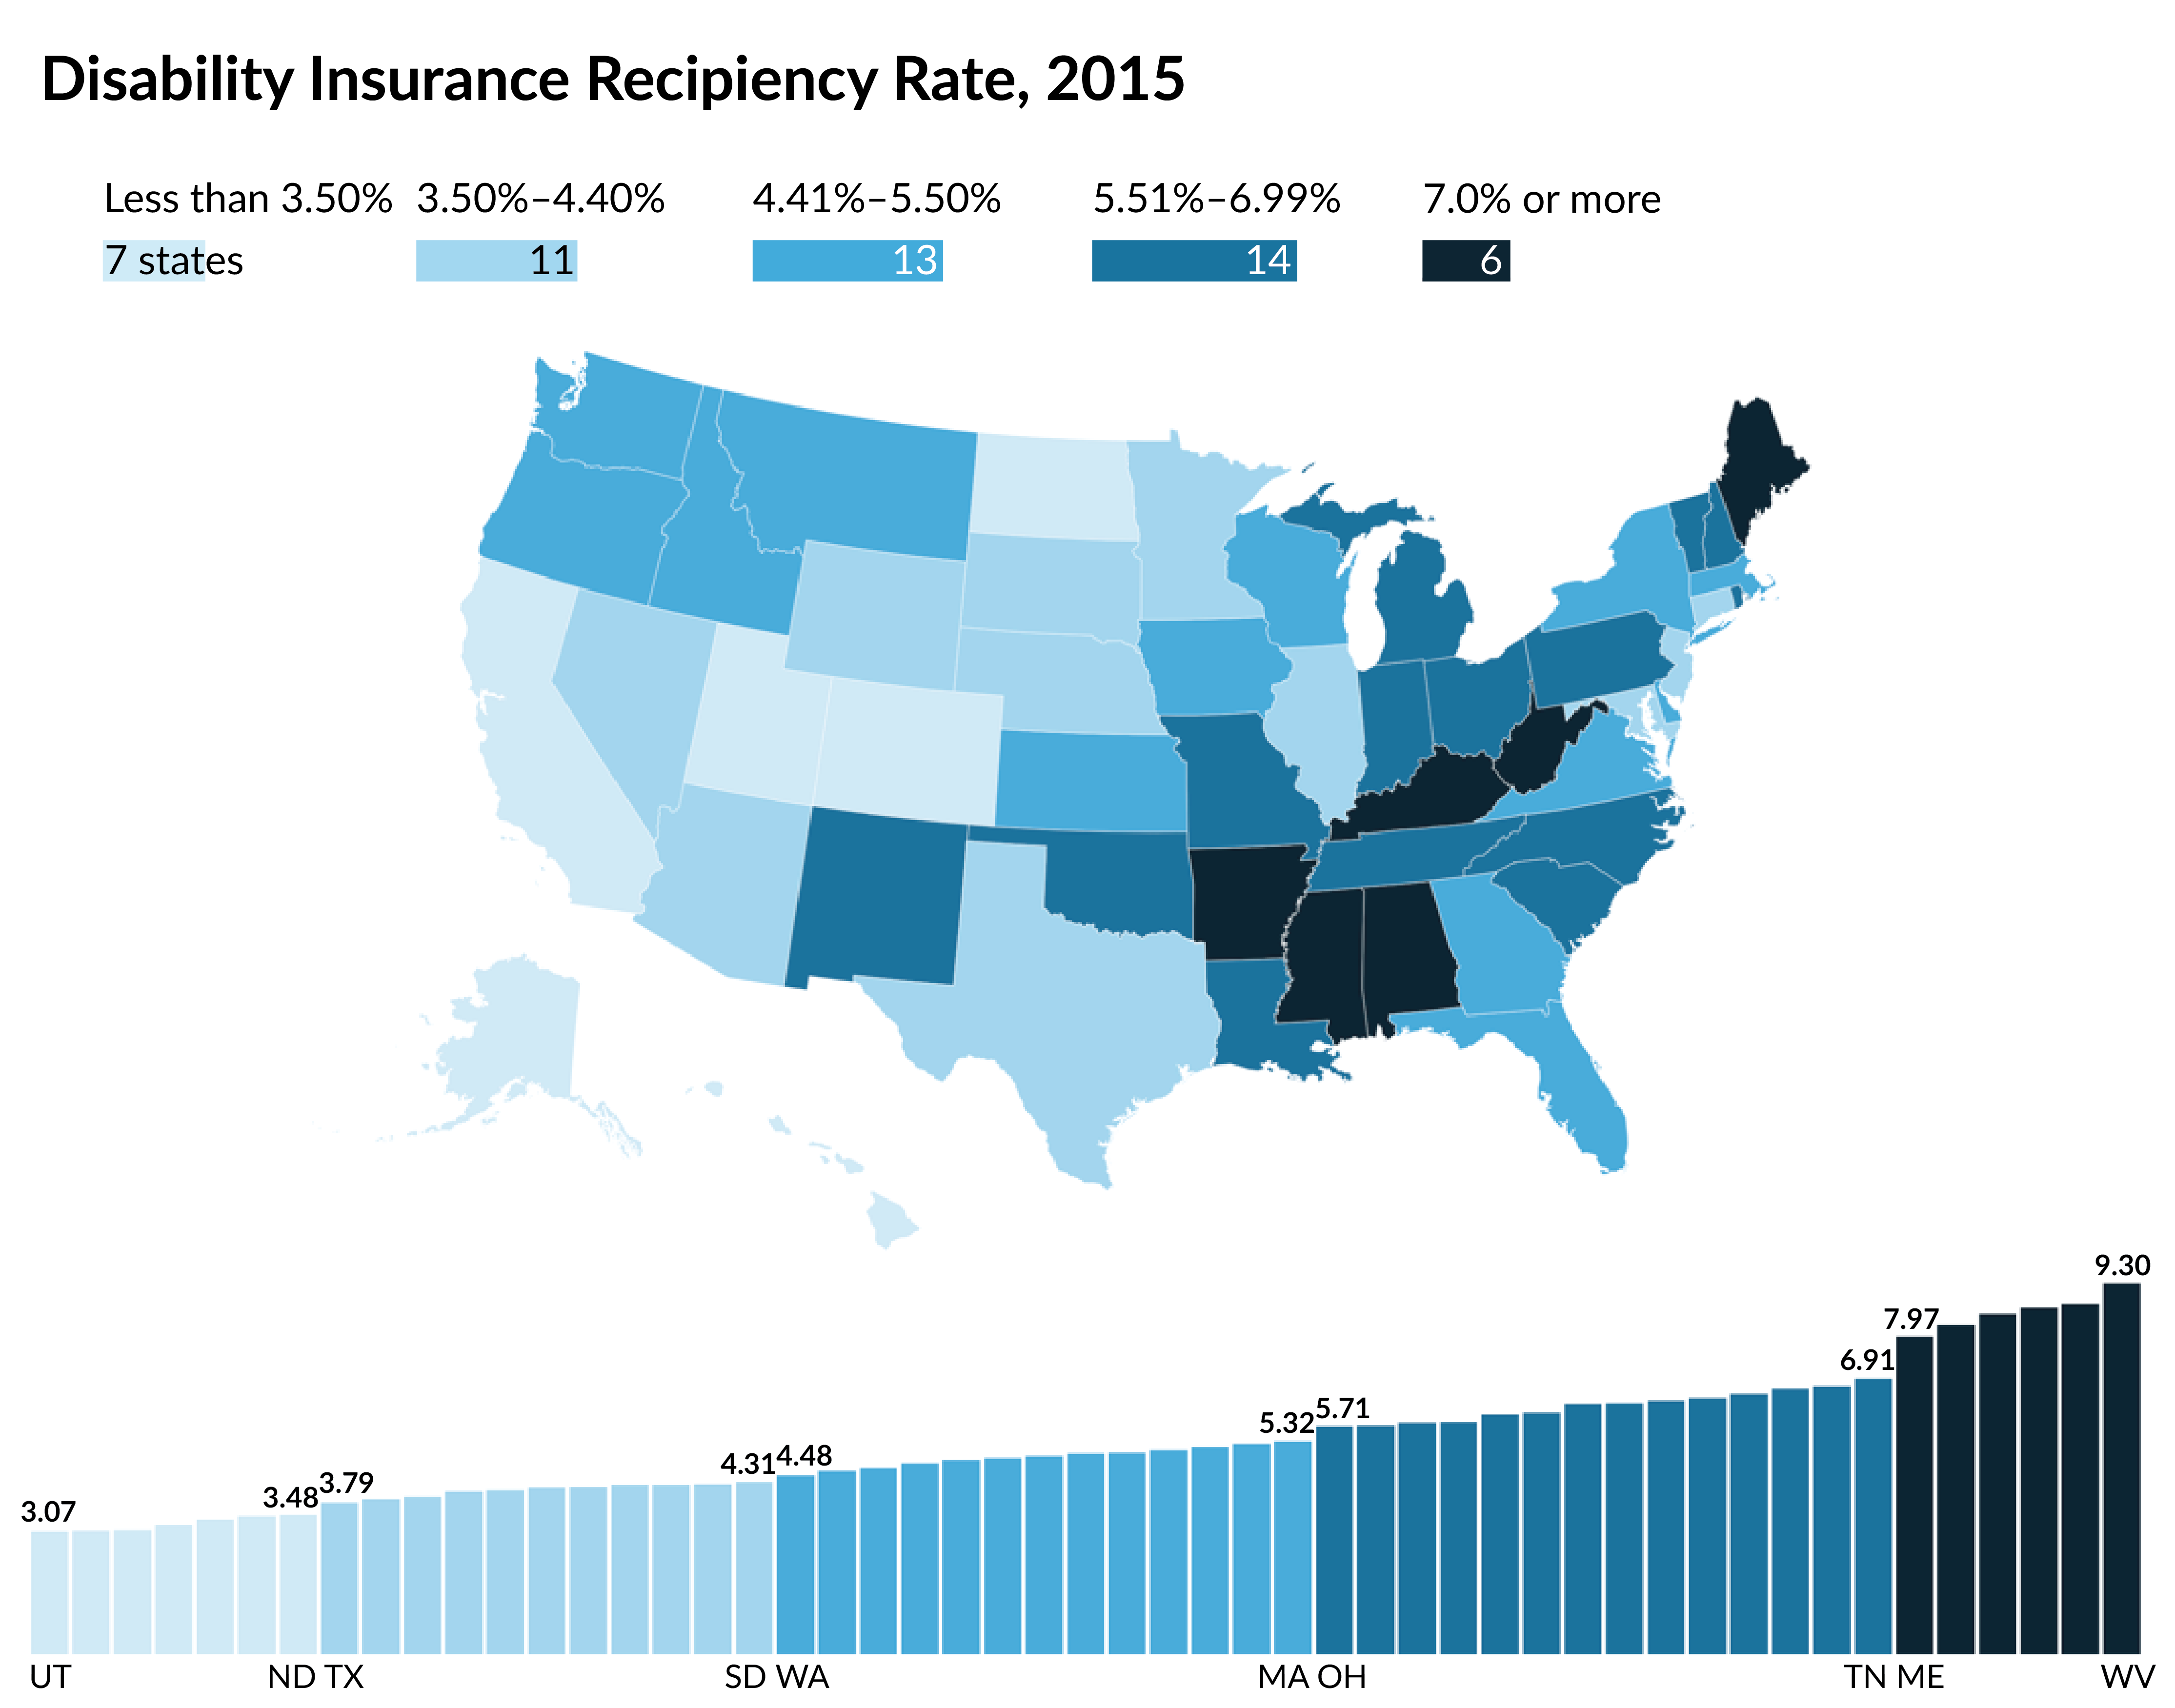 Disability Insurance Recipiency Rate, 2015
Less than 3.50% 3.50%–4.40% 4.41%–5.50% 5.51%–6.99% 7.0% or more
7 states 11 13 14 6
9.30
7.97
6.91
5.71
5.32
4.48
4.31
3.79
3.48
3.07
UT ND TX SD WA MA OH TN ME WV